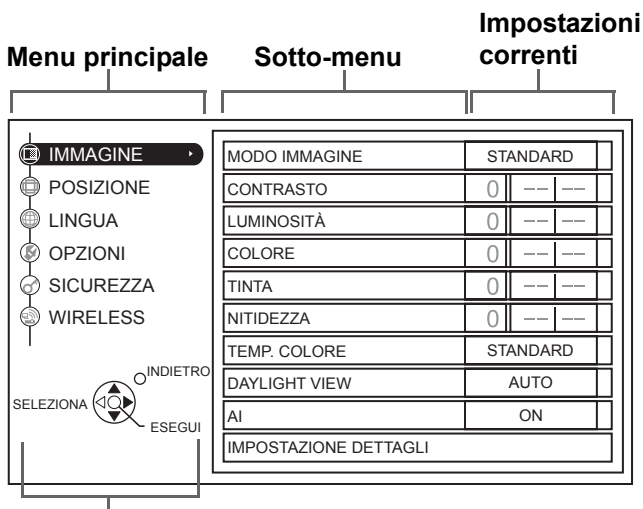 Menu principale
Sotto-menu
Impostazioni
correnti
IMMAGINE
POSIZIONE
LINGUA
OPZIONI
SICUREZZA
WIRELESS
INDIETRO
SELEZIONA
ESEGUI
MODO IMMAGINE STANDARD
CONTRASTO 0
LUMINOSITÀ 0
COLORE 0
TINTA 0
NITIDEZZA 0
TEMP. COLORE STANDARD
DAYLIGHT VIEW AUTO
AI ON
IMPOSTAZIONE DETTAGLI